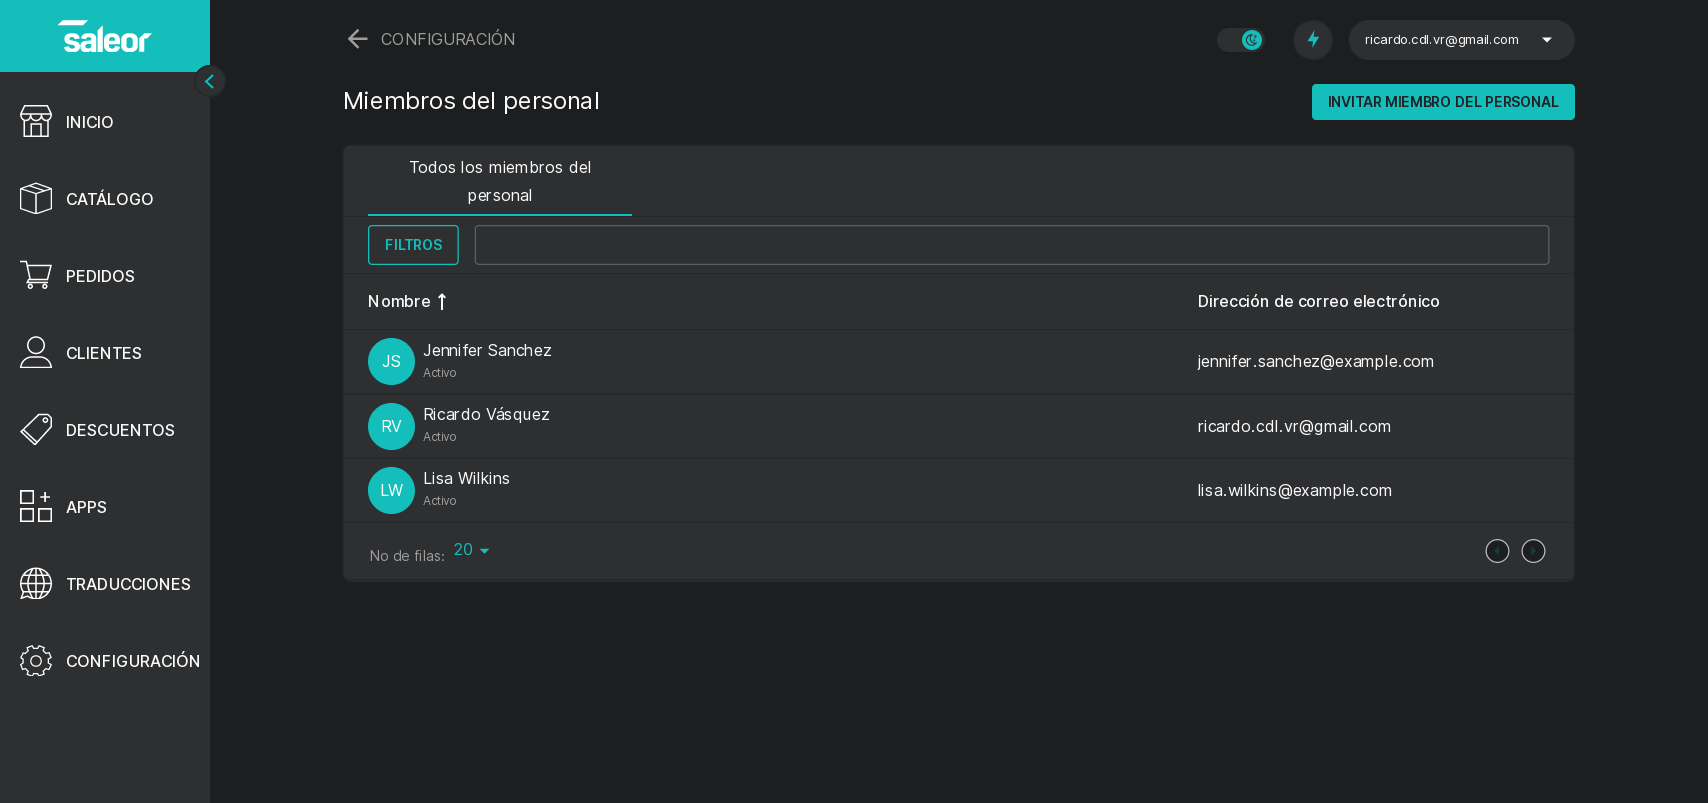 saleor
INICIO
CATÁLOGO
PEDIDOS
CLIENTES
DESCUENTOS
APPS
TRADUCCIONES
CONFIGURACIÓN
CONFIGURACIÓN
ricardo.cdl.vr@gmail.com
Miembros del personal
INVITAR MIEMBRO DEL PERSONAL
Todos los miembros del
personal
FILTROS
Nombre Dirección de correo electrónico
JS Jennifer Sanchez jennifer.sanchez@example.com
Activo
RV Ricardo Vásquez ricardo.cdl.vr@gmail.com
Activo
LW Lisa Wilkins lisa.wilkins@example.com
Activo
No de filas: 20